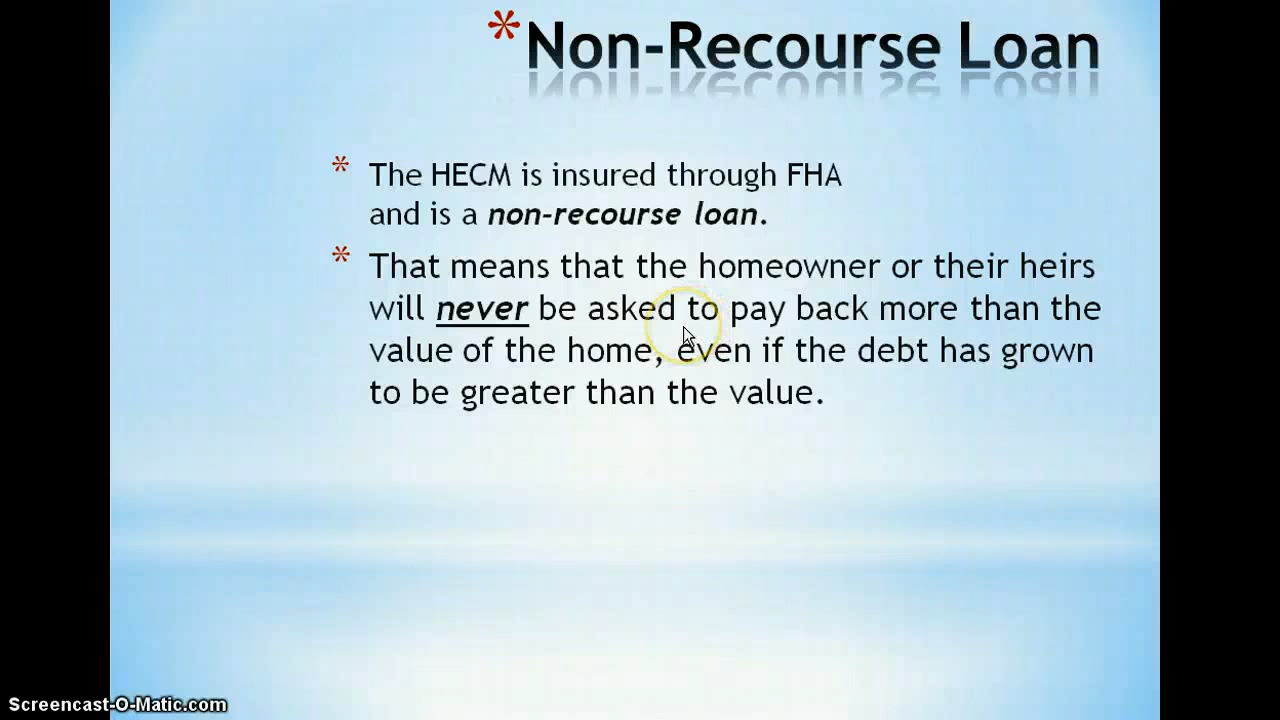 * Non-Recourse Loan
* The HECM is insured through FHA
and is a non-recourse loan.
* That means that the homeowner or their heirs
will never be asked to pay back more than the
value of the home, even if the debt has grown
to be greater than the value.
Screencast-O-Matic.com